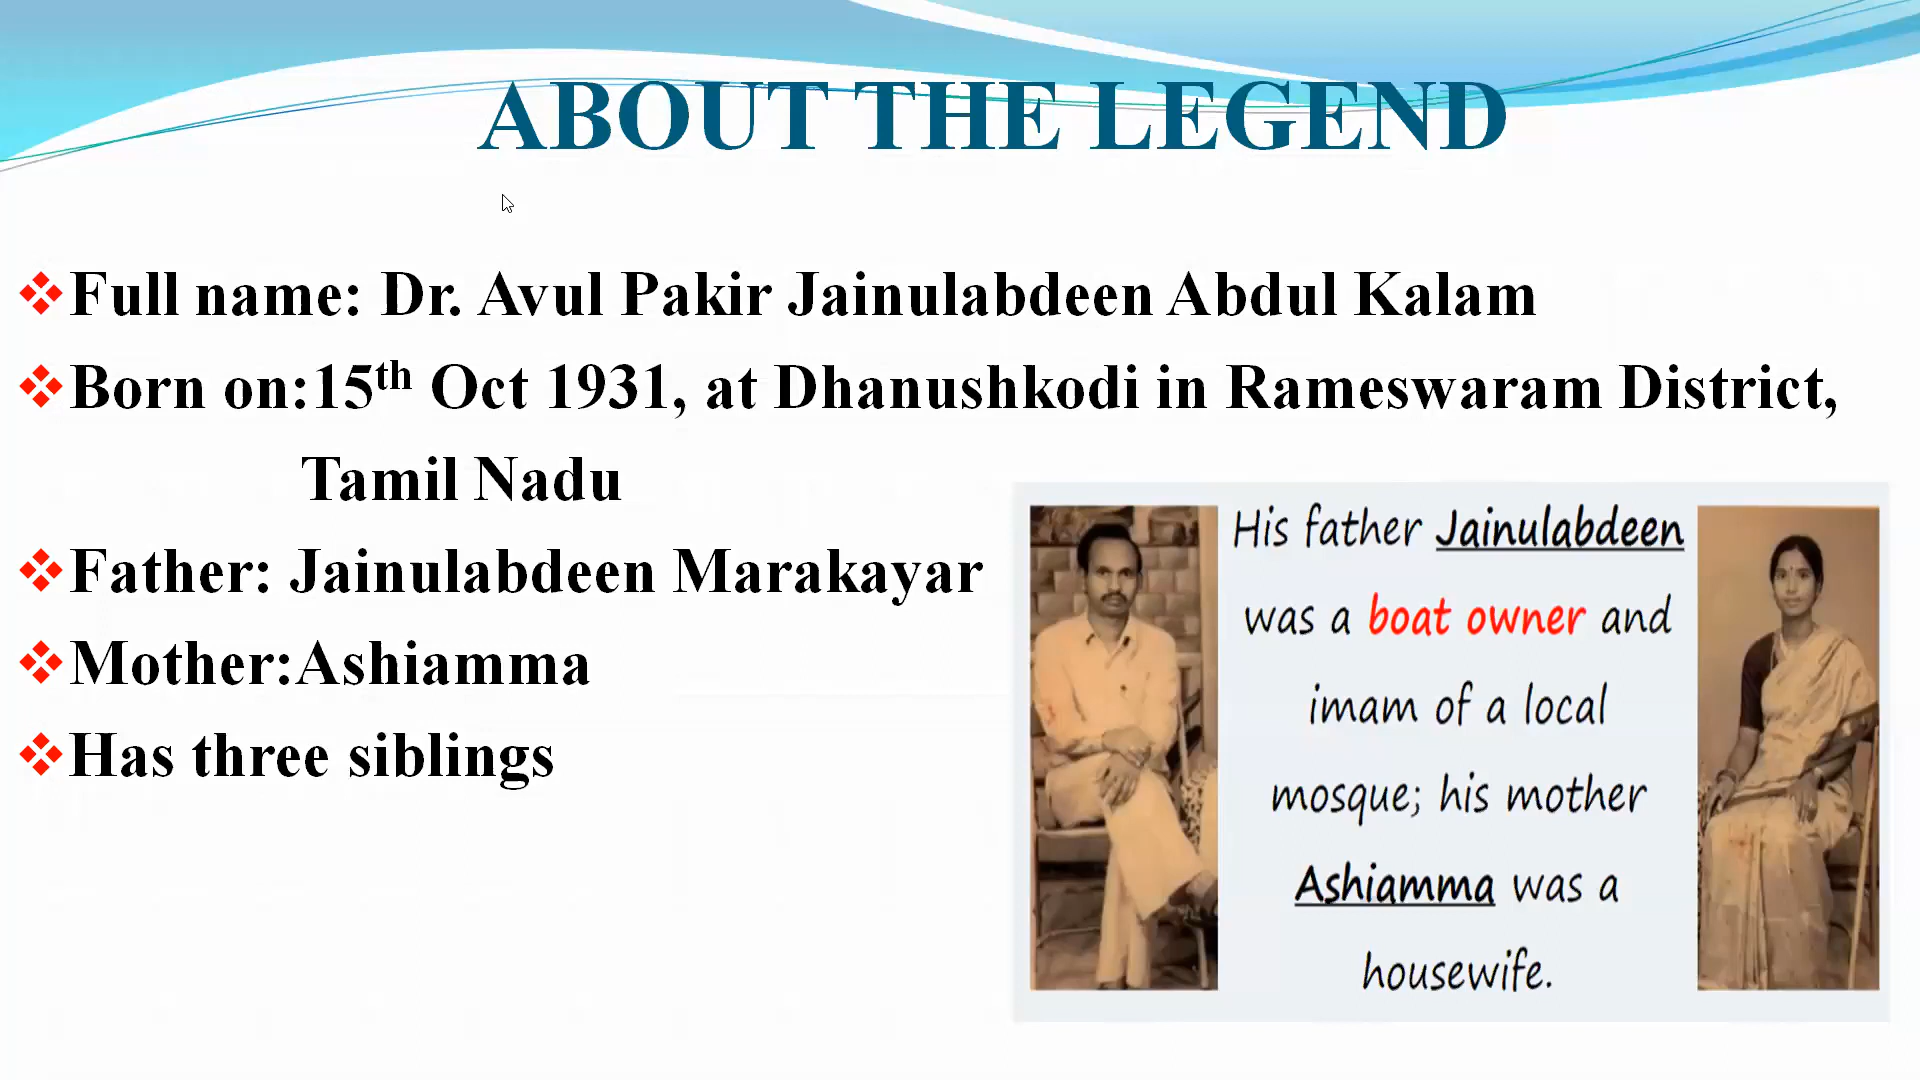 ABOUT THE LEGEND
Full name: Dr. Avul Pakir Jainulabdeen Abdul Kalam
Born on:15th Oct 1931, at Dhanushkodi in Rameswaram District,
Tamil Nadu
Father: Jainulabdeen Marakayar
Mother:Ashiamma
Has three siblings
His father Jainulabdeen
was a boat owner and
imam of a local
mosque; his mother
Ashiamma was a
housewife.